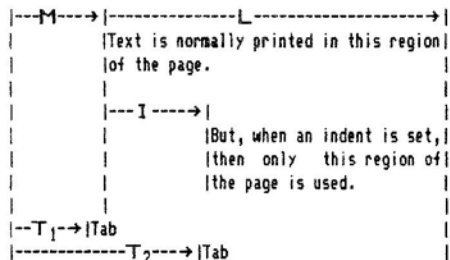 |---M----→|----------------L---------------------→|
|Text is normally printed in this region|
|of the page.
|--- I -----→|
|But, when an indent is set,|
|then only this region of|
|the page is used.
|--T1--→|Tab
|--------------T2----→|Tab